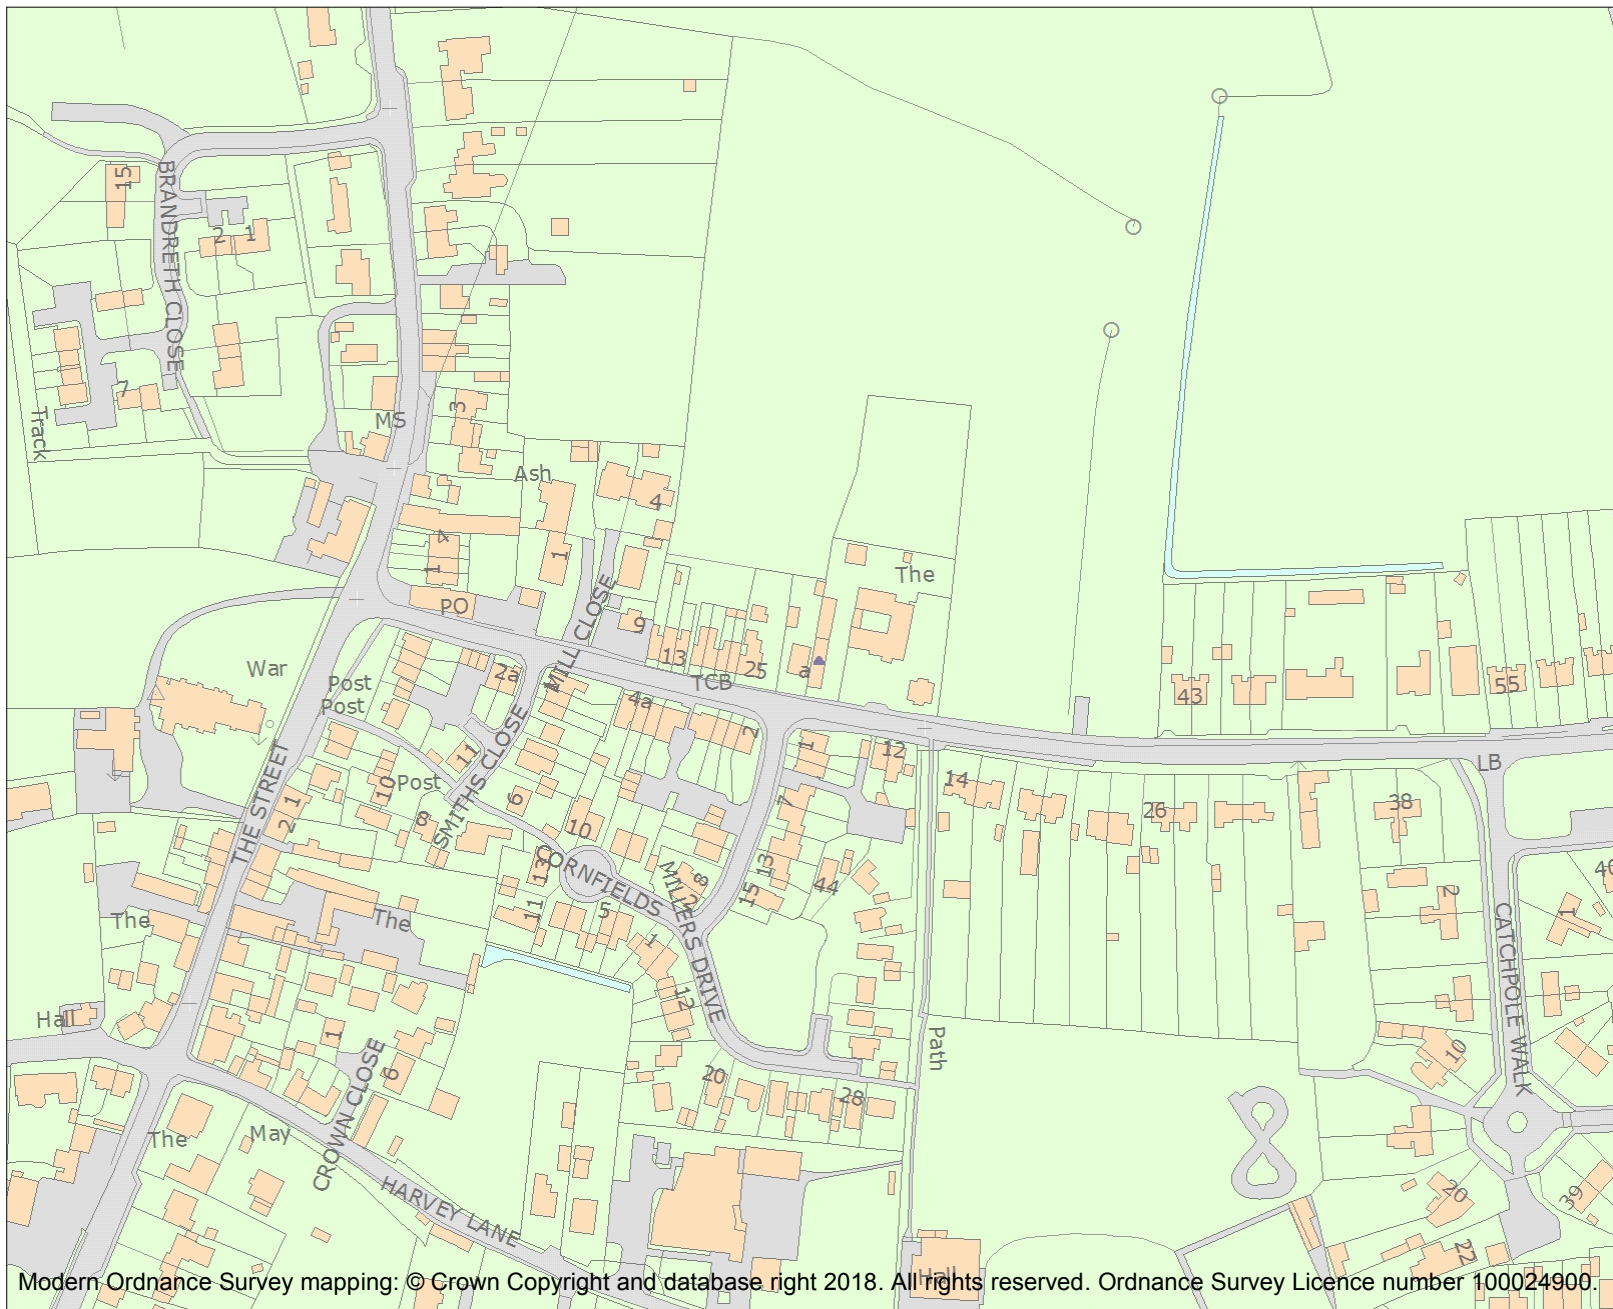 15
BRANDRETH CLOSE
2
1
7
Track
MS
3
Ash
4
4
1
1
PO
MILL CLOSE
9
The
13
25
a
TCB
War
Post
Post
2a
4a
2
1
12
43
55
LB
THE STREET
11
SMITHS CLOSE
Post
10
8
6
10
2 1
7
14
26
38
CORNFIELDS
13
11
5
1
MILLERS DRIVE
8
2
13
15
44
12
The
The
2
1
40
CATCHPOLE WALK
Hall
1
5
CROWN CLOSE
20
28
Path
10
The
May
HARVEY LANE
20
39
22
Hall
Modern Ordnance Survey mapping: © Crown Copyright and database right 2018. All rights reserved. Ordnance Survey Licence number 100024900.